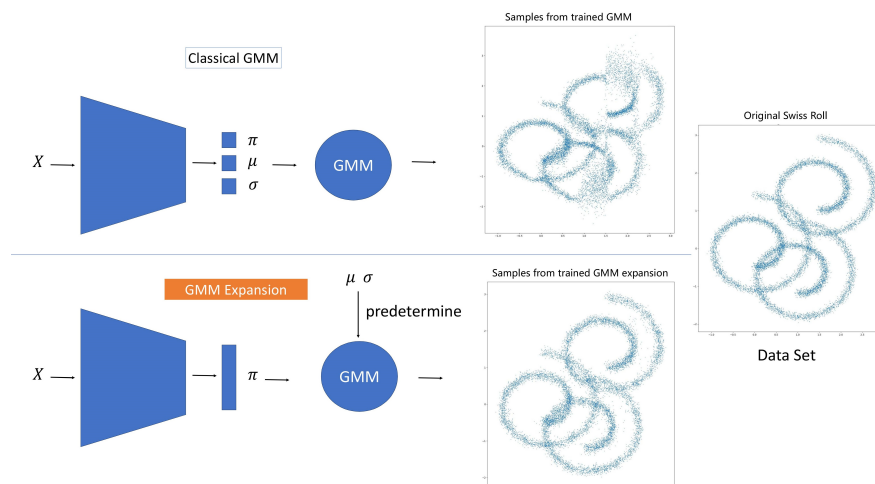 Classical GMM
X
π
μ
σ
GMM
Samples from trained GMM
Original Swiss Roll
Data Set
GMM Expansion
μ σ
predetermine
X
π
GMM
Samples from trained GMM expansion